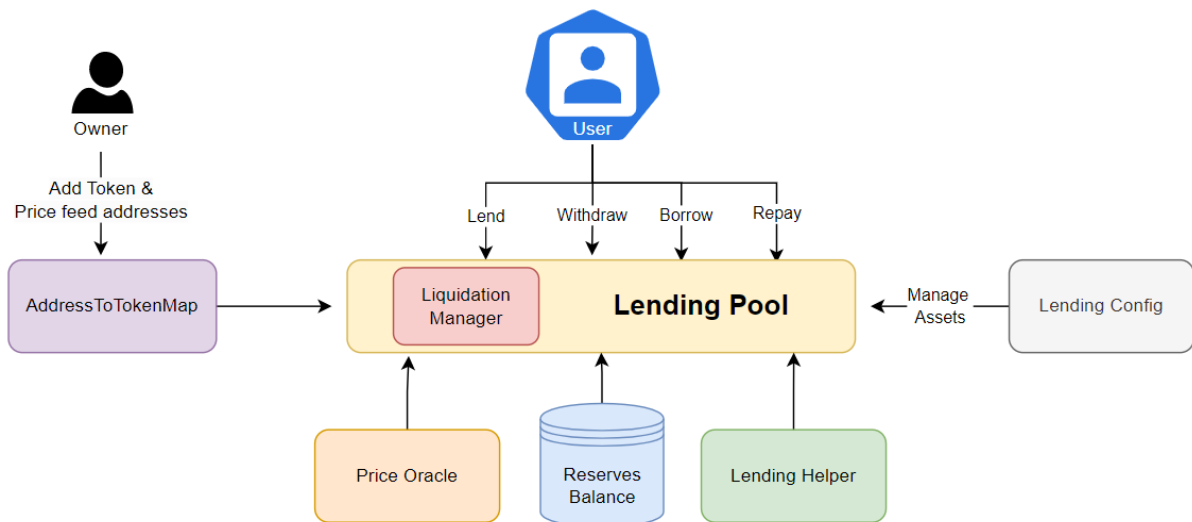 Owner
User
Add Token &
Price feed addresses
Lend
Withdraw
Borrow
Repay
AddressToTokenMap
Liquidation
Manager
Lending Pool
Manage
Assets
Lending Config
Price Oracle
Reserves
Balance
Lending Helper